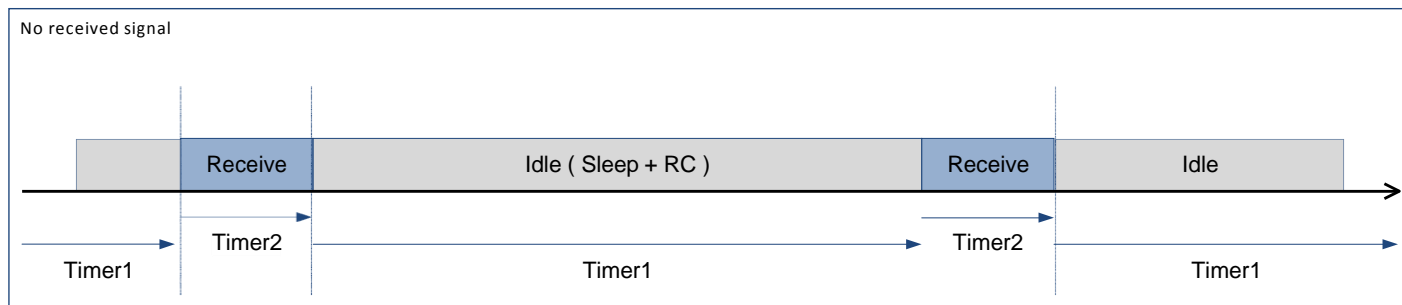 No received signal
Receive
Idle ( Sleep + RC )
Receive
Idle
Timer2
Timer2
Timer1
Timer1
Timer1